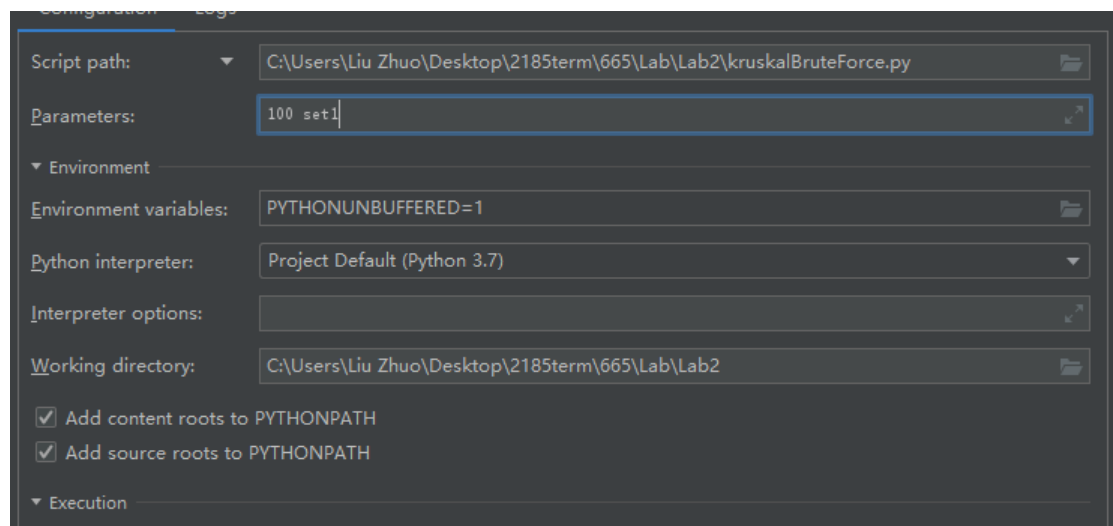 Configuration Logs
Script path: C:\Users\Liu Zhuo\Desktop\2185term\665\Lab\Lab2\kruskalBruteForce.py
Parameters: 100 set1
Environment
Environment variables: PYTHONUNBUFFERED=1
Python interpreter: Project Default (Python 3.7)
Interpreter options:
Working directory: C:\Users\Liu Zhuo\Desktop\2185term\665\Lab\Lab2
Add content roots to PYTHONPATH
Add source roots to PYTHONPATH
Execution